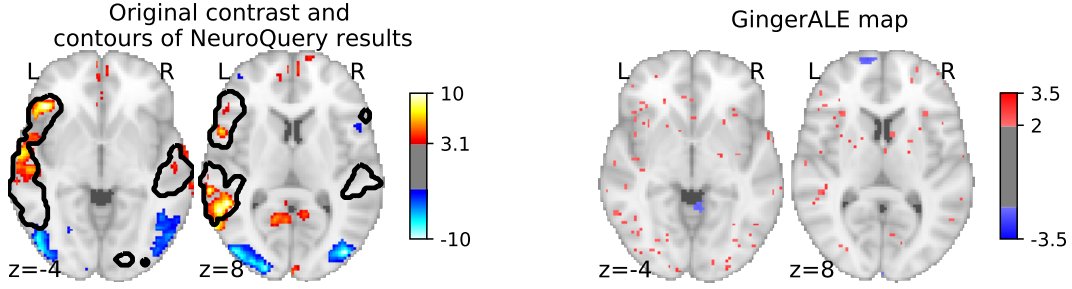 Original contrast and
contours of NeuroQuery results
L
R
L
R
z=-4
z=8
10
3.1
-10
GingerALE map
L
R
L
R
z=-4
z=8
3.5
2
-3.5